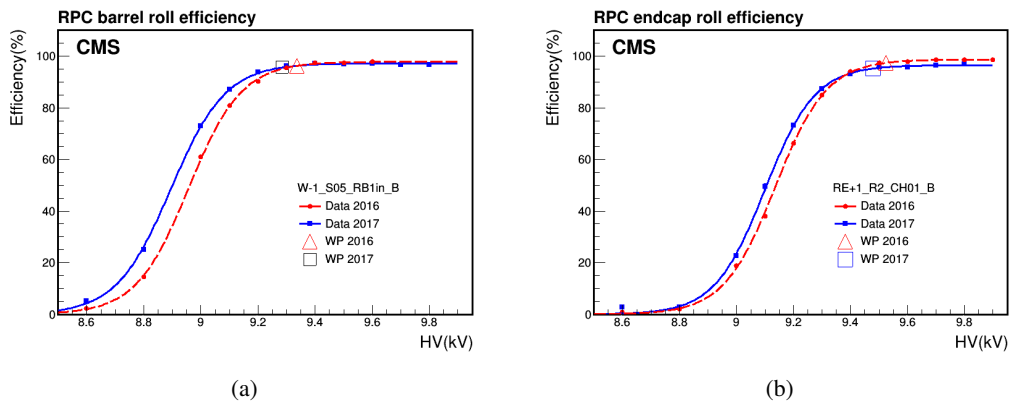 RPC barrel roll efficiency
Efficiency(%)
CMS
100
80
60
40
20
0
W-1_S05_RB1in_B
Data 2016
Data 2017
WP 2016
WP 2017
8.6 8.8 9 9.2 9.4 9.6 9.8
HV(kV)
(a)
RPC endcap roll efficiency
Efficiency(%)
CMS
100
80
60
40
20
0
RE+1_R2_CH01_B
Data 2016
Data 2017
WP 2016
WP 2017
8.6 8.8 9 9.2 9.4 9.6 9.8
HV(kV)
(b)